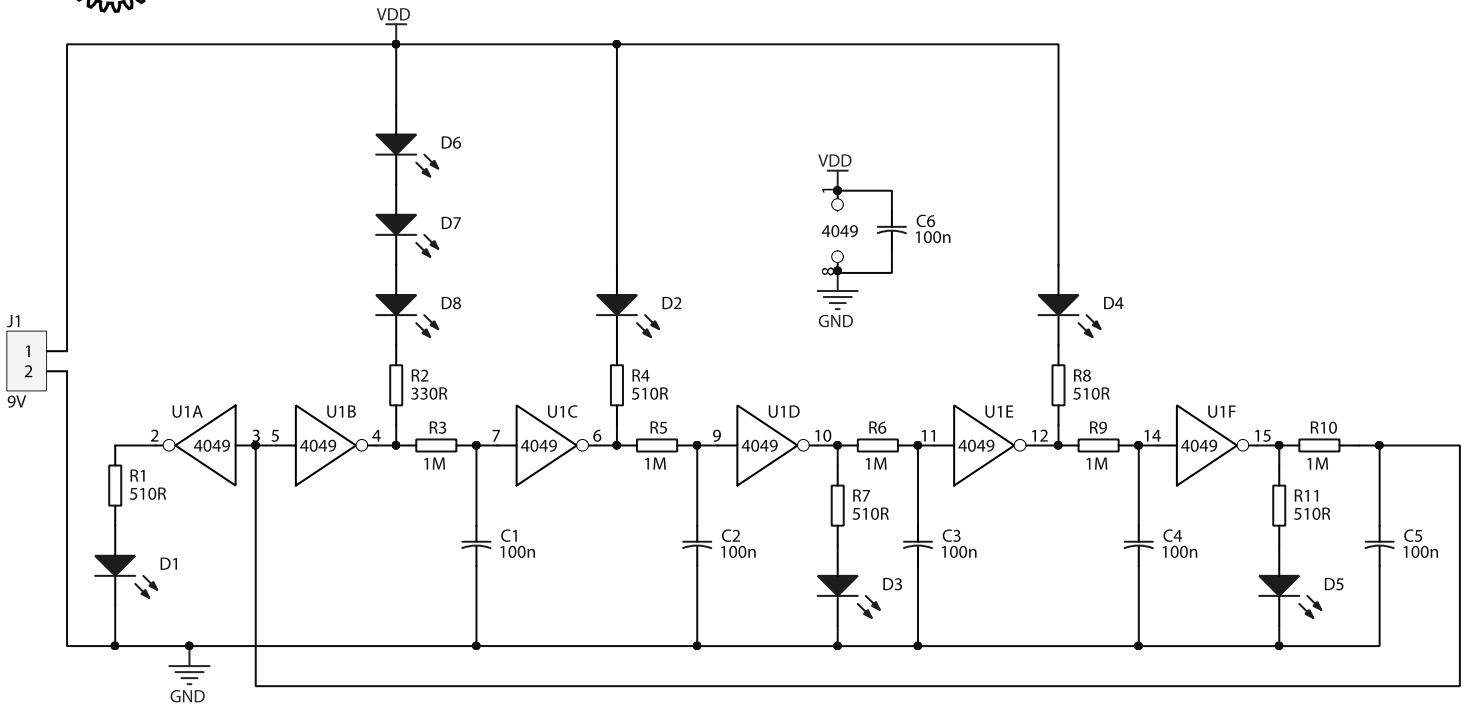 VDD
D6
D7
D8
D2
D4
VDD
1
4049
8
C6
100n
GND
J1
1
2
9V
R2
330R
R4
510R
R8
510R
U1A
2
4049
3
5
U1B
4049
4
R3
1M
7
U1C
4049
6
R5
1M
9
U1D
4049
10
R6
1M
11
U1E
4049
12
R9
1M
14
U1F
4049
15
R10
1M
R1
510R
R7
510R
R11
510R
C1
100n
C2
100n
C3
100n
C4
100n
C5
100n
D1
D3
D5
GND